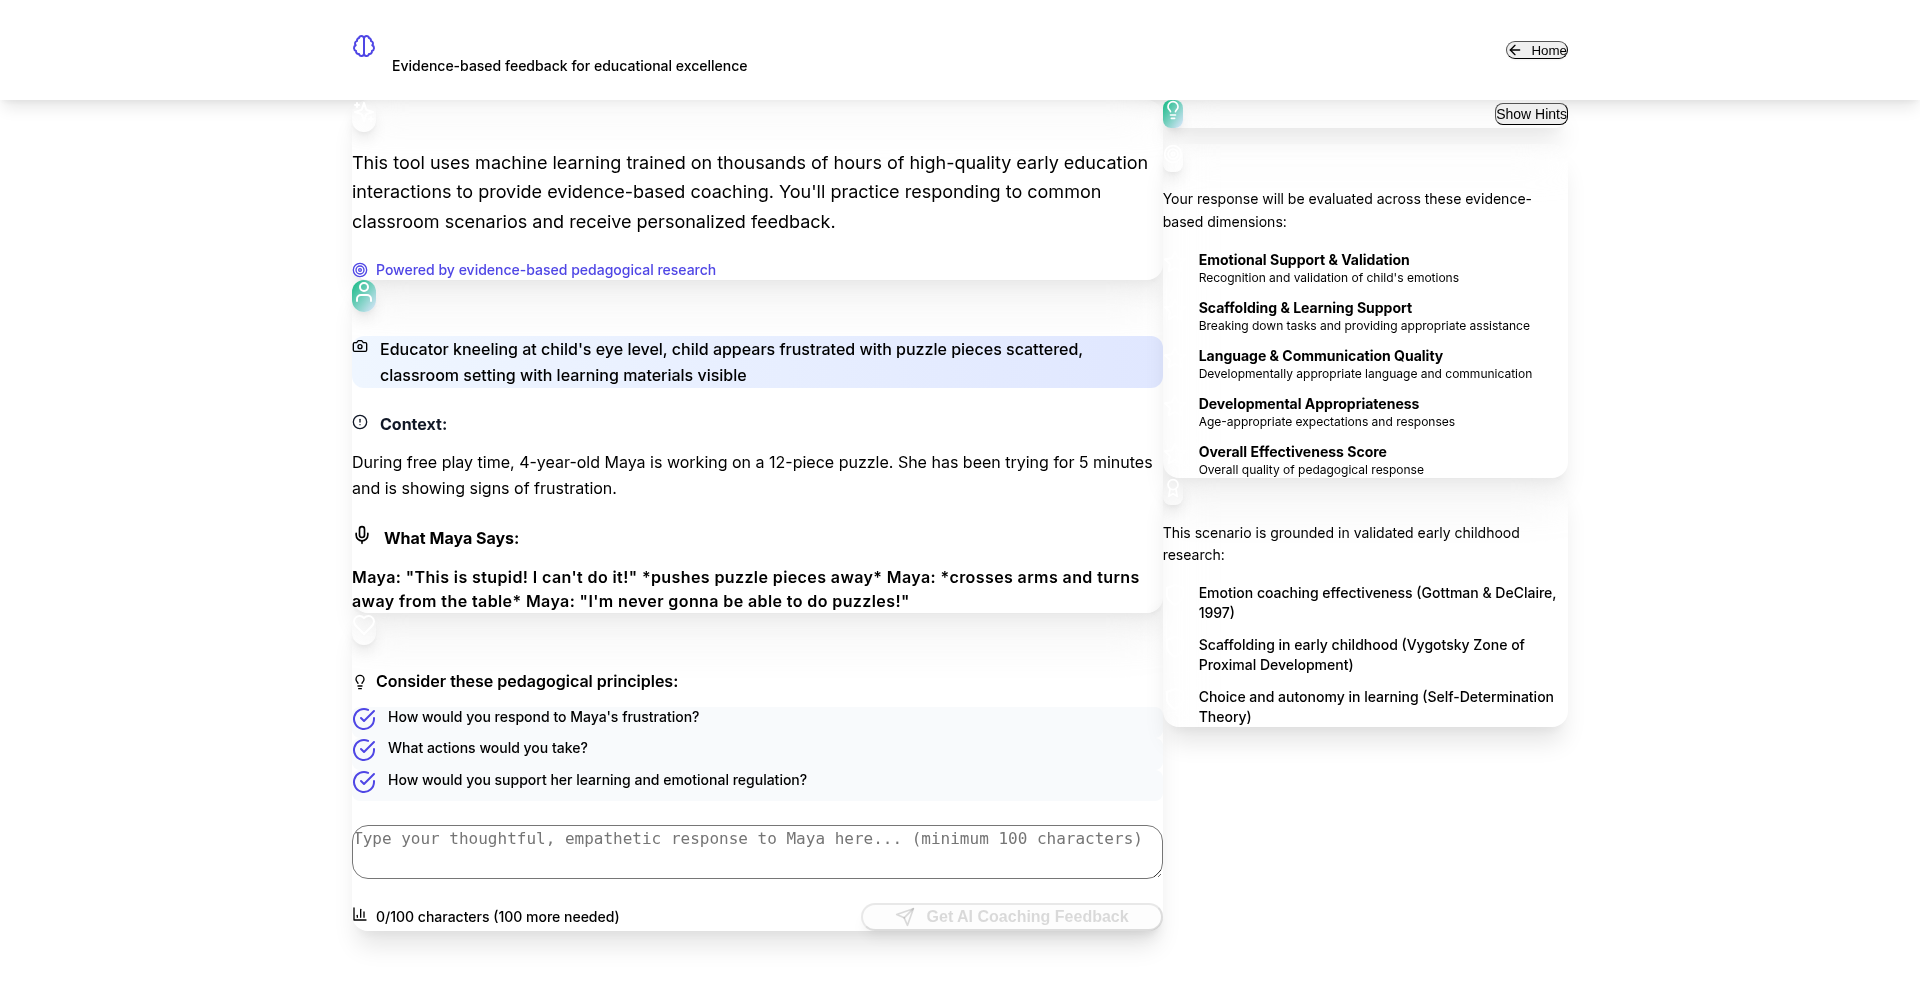 Evidence-based feedback for educational excellence
Home
This tool uses machine learning trained on thousands of hours of high-quality early education
interactions to provide evidence-based coaching. You'll practice responding to common
classroom scenarios and receive personalized feedback.
Powered by evidence-based pedagogical research
Educator kneeling at child's eye level, child appears frustrated with puzzle pieces scattered,
classroom setting with learning materials visible
Context:
During free play time, 4-year-old Maya is working on a 12-piece puzzle. She has been trying for 5 minutes
and is showing signs of frustration.
What Maya Says:
Maya: "This is stupid! I can't do it!" *pushes puzzle pieces away* Maya: *crosses arms and turns
away from the table* Maya: "I'm never gonna be able to do puzzles!"
Consider these pedagogical principles:
How would you respond to Maya's frustration?
What actions would you take?
How would you support her learning and emotional regulation?
Type your thoughtful, empathetic response to Maya here... (minimum 100 characters)
0/100 characters (100 more needed)
Get AI Coaching Feedback
Show Hints
Your response will be evaluated across these evidence-
based dimensions:
Emotional Support & Validation
Recognition and validation of child's emotions
Scaffolding & Learning Support
Breaking down tasks and providing appropriate assistance
Language & Communication Quality
Developmentally appropriate language and communication
Developmental Appropriateness
Age-appropriate expectations and responses
Overall Effectiveness Score
Overall quality of pedagogical response
This scenario is grounded in validated early childhood
research:
Emotion coaching effectiveness (Gottman & DeClaire,
1997)
Scaffolding in early childhood (Vygotsky Zone of
Proximal Development)
Choice and autonomy in learning (Self-Determination
Theory)